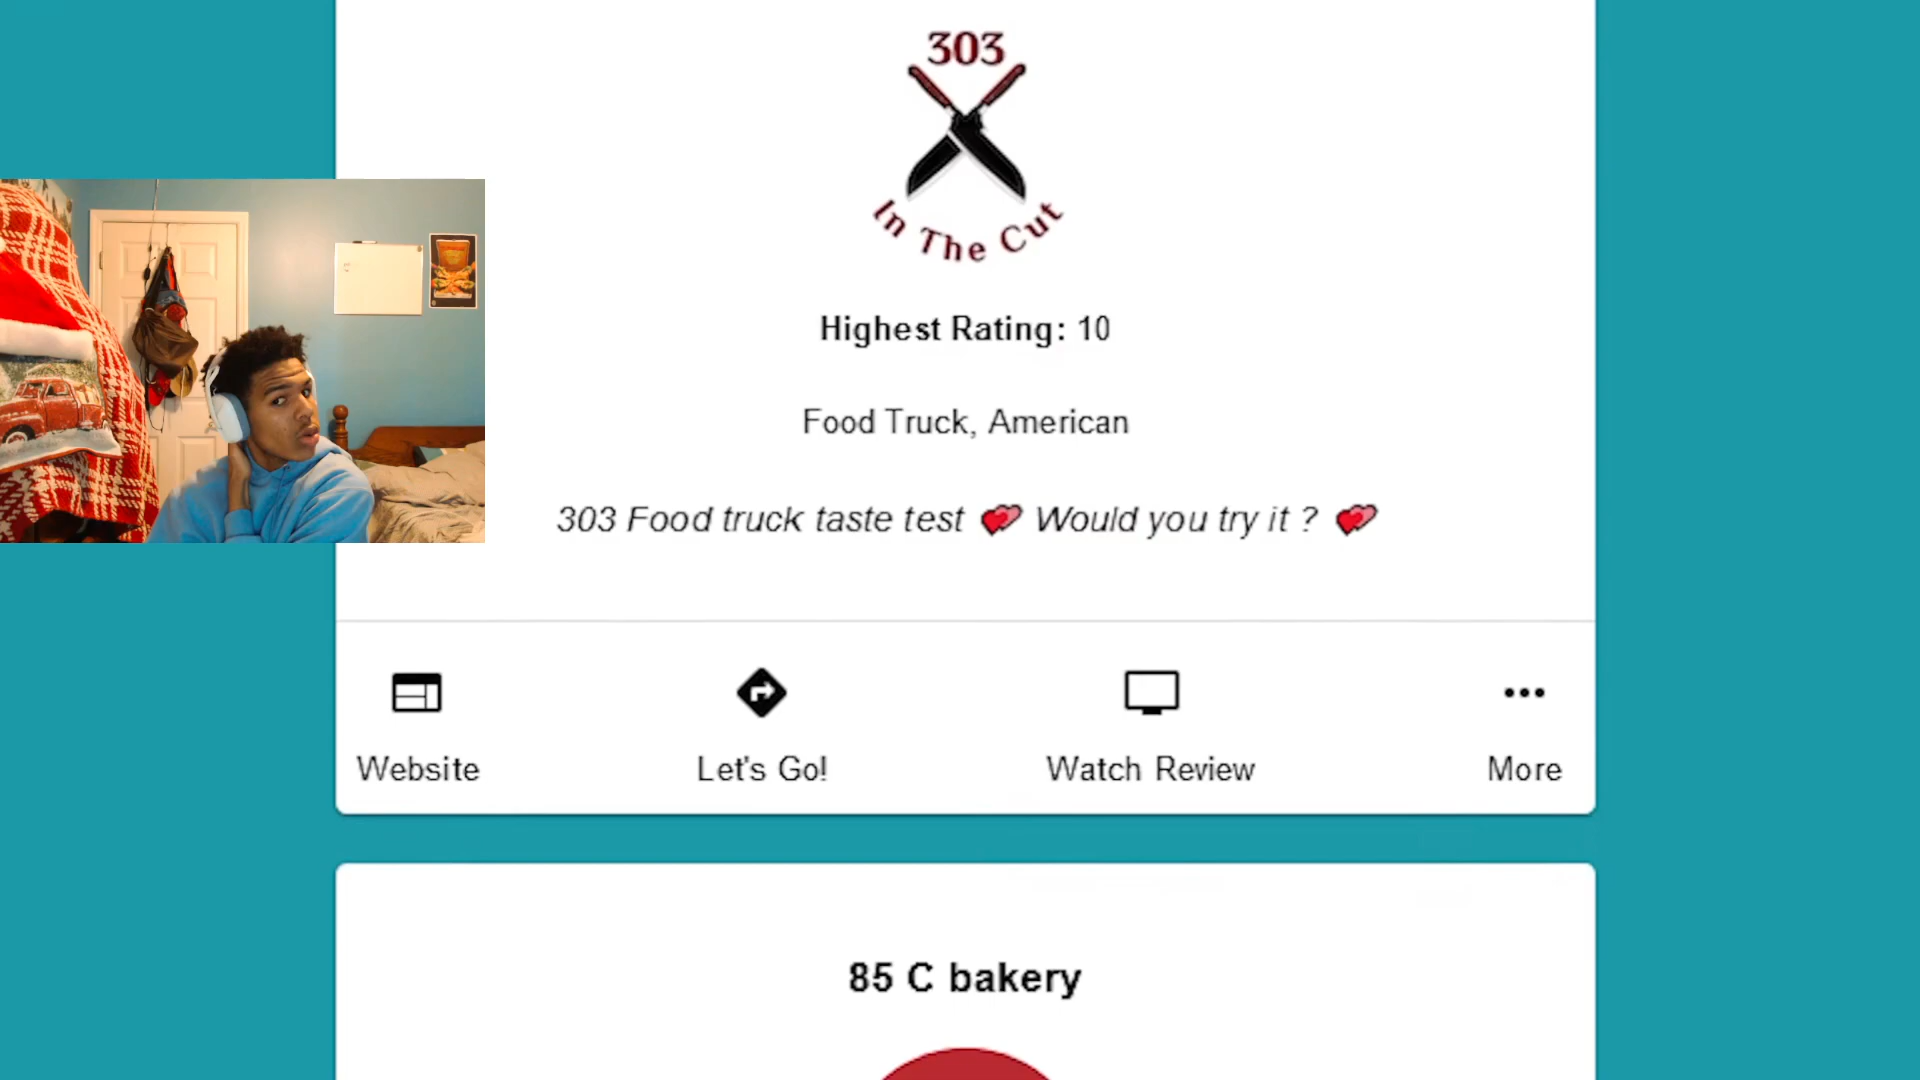 303
In The Cut
Highest Rating: 10
Food Truck, American
303 Food truck taste test 💕 Would you try it ? 💕
Website
Let's Go!
Watch Review
More
85 C bakery